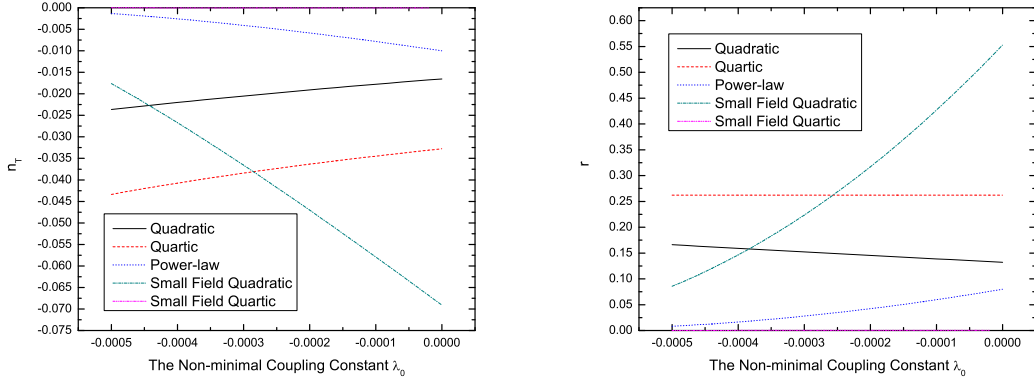 0.000
-0.005
-0.010
-0.015
-0.020
-0.025
-0.030
-0.035
-0.040
-0.045
-0.050
-0.055
-0.060
-0.065
-0.070
-0.075
n_T
Quadratic
Quartic
Power-law
Small Field Quadratic
Small Field Quartic
-0.0005 -0.0004 -0.0003 -0.0002 -0.0001 0.0000
The Non-minimal Coupling Constant λ₀
0.60
0.55
0.50
0.45
0.40
0.35
0.30
0.25
0.20
0.15
0.10
0.05
0.00
r
Quadratic
Quartic
Power-law
Small Field Quadratic
Small Field Quartic
-0.0005 -0.0004 -0.0003 -0.0002 -0.0001 0.0000
The Non-minimal Coupling Constant λ₀